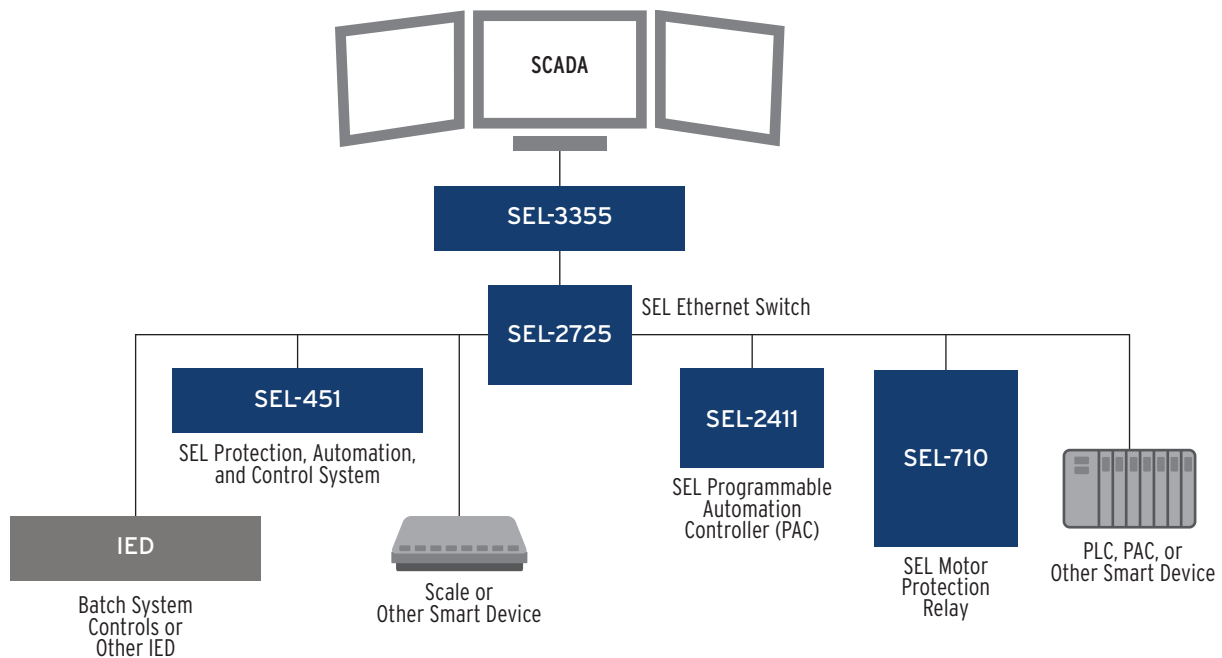 SCADA
SEL-3355
SEL-2725
SEL Ethernet Switch
SEL-451
SEL Protection, Automation,
and Control System
SEL-2411
SEL Programmable
Automation
Controller (PAC)
SEL-710
SEL Motor
Protection
Relay
PLC, PAC, or
Other Smart Device
IED
Batch System
Controls or
Other IED
Scale or
Other Smart Device